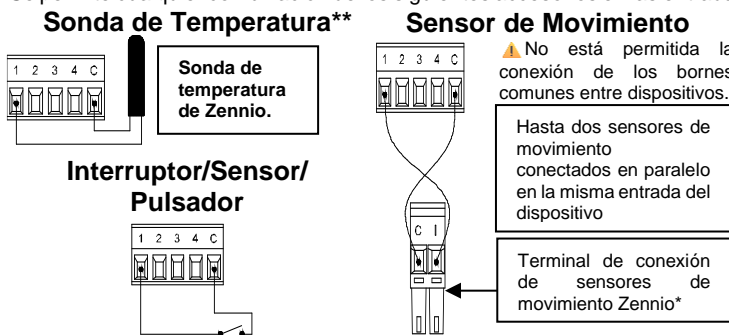 Sonda de Temperatura**
1 2 3 4 C
Sonda de
temperatura
de Zennio.
Interruptor/Sensor/
Pulsador
1 2 3 4 C
Sensor de Movimiento
1 2 3 4 C
No está permitida la
conexión de los bornes
comunes entre dispositivos.
Hasta dos sensores de
movimiento
conectados en paralelo
en la misma entrada del
dispositivo
C I
Terminal de conexión
de sensores de
movimiento Zennio*